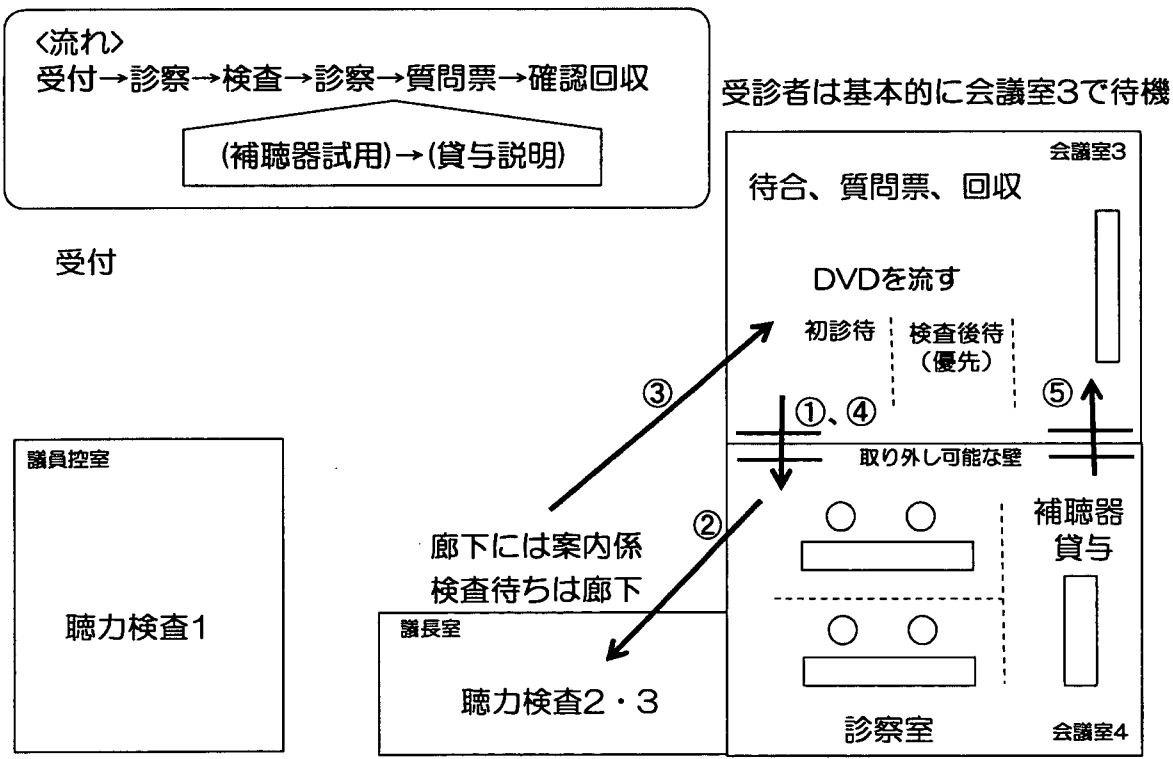 <流れ>
受付→診察→検査→診察→質問票→確認回収
(補聴器試用)→(貸与説明)
受診者は基本的に会議室3で待機
会議室3
待合、質問票、回収
受付
DVDを流す
初診待
検査後待
（優先）
③
①、④
⑤
議員控室
取り外し可能な壁
②
補聴器
貸与
廊下には案内係
検査待ちは廊下
聴力検査1
議長室
聴力検査2・3
診察室
会議室4